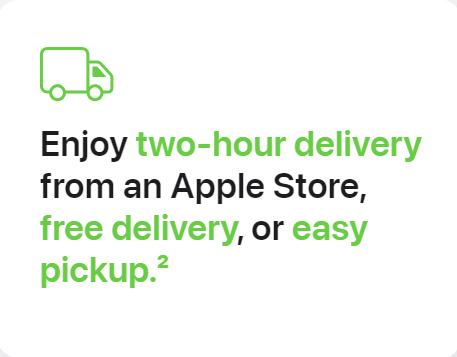 Enjoy two-hour delivery
from an Apple Store,
free delivery, or easy
pickup.²